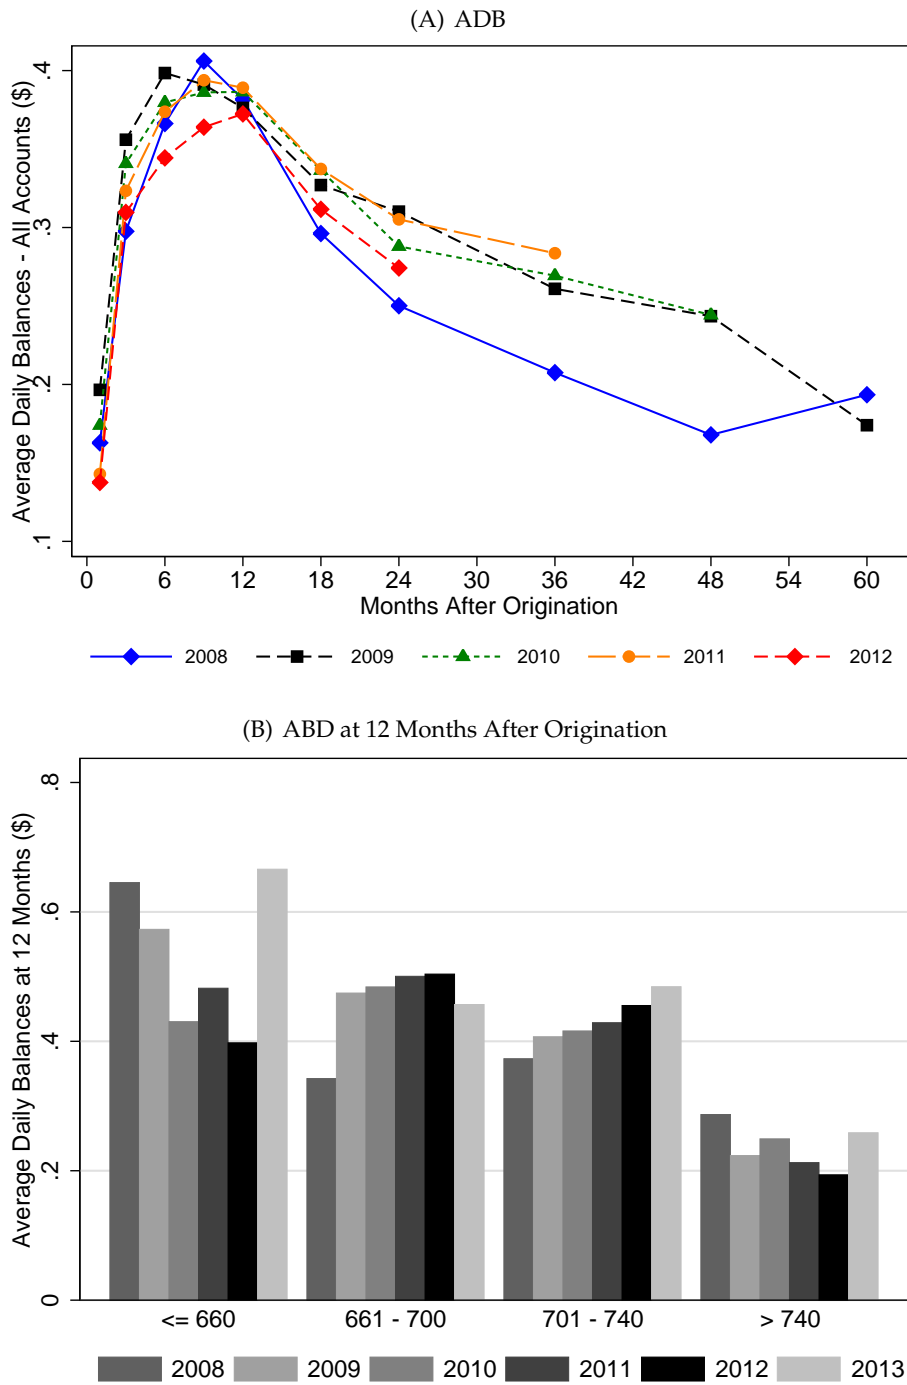 (A) ADB
Average Daily Balances - All Accounts ($)
.4
.3
.2
.1
0 6 12 18 24 30 36 42 48 54 60
Months After Origination
2008 2009 2010 2011 2012
(B) ABD at 12 Months After Origination
Average Daily Balances at 12 Months ($)
.8
.6
.4
.2
0
<= 660 661 - 700 701 - 740 > 740
2008 2009 2010 2011 2012 2013